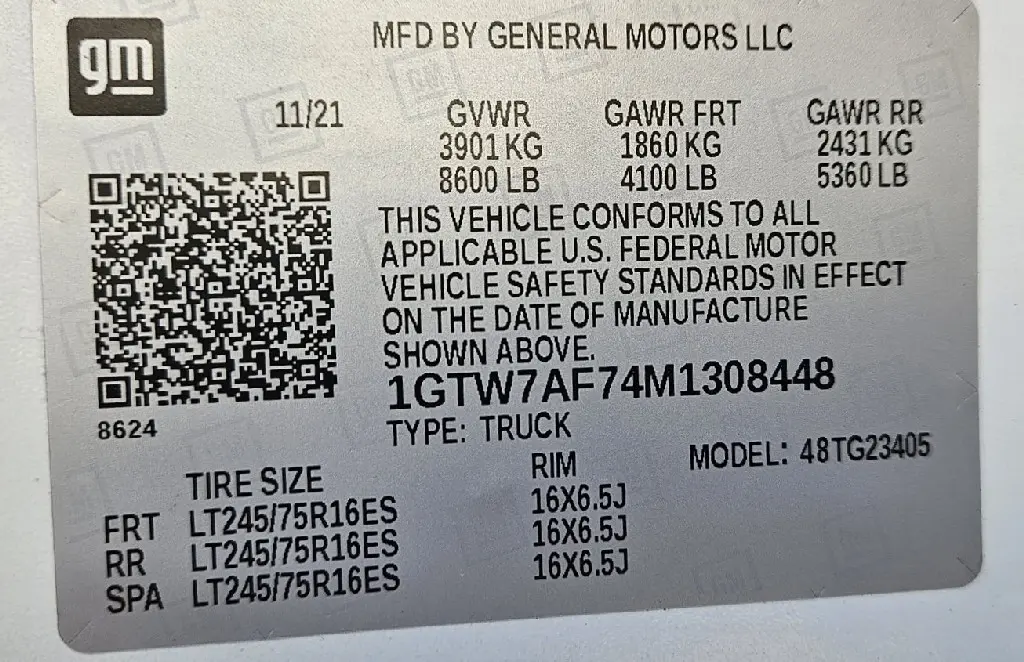 gm
MFD BY GENERAL MOTORS LLC
11/21 GVWR GAWR FRT GAWR RR
3901 KG 1860 KG 2431 KG
8600 LB 4100 LB 5360 LB
THIS VEHICLE CONFORMS TO ALL
APPLICABLE U.S. FEDERAL MOTOR
VEHICLE SAFETY STANDARDS IN EFFECT
ON THE DATE OF MANUFACTURE
SHOWN ABOVE.
1GTW7AF74M1308448
8624
TYPE: TRUCK
TIRE SIZE RIM MODEL: 48TG23405
FRT LT245/75R16ES 16X6.5J
RR LT245/75R16ES 16X6.5J
SPA LT245/75R16ES 16X6.5J